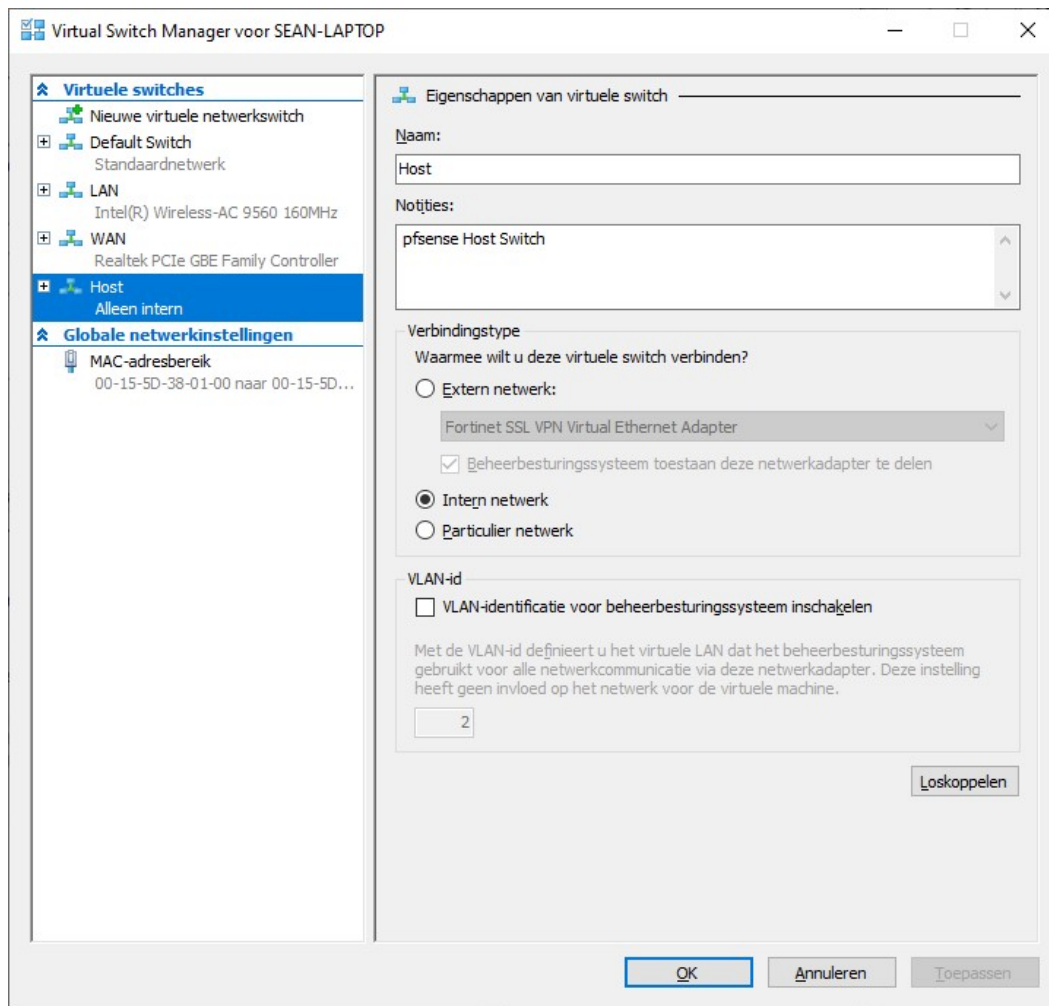 Virtual Switch Manager voor SEAN-LAPTOP
Virtuele switches
Nieuwe virtuele netwerkswitch
Default Switch
Standaardnetwerk
LAN
Intel(R) Wireless-AC 9560 160MHz
WAN
Realtek PCIe GBE Family Controller
Host
Alleen intern
Globale netwerkinstellingen
MAC-adresbereik
00-15-5D-38-01-00 naar 00-15-5D...
Eigenschappen van virtuele switch
Naam:
Host
Notities:
pfsense Host Switch
Verbindingstype
Waarmee wilt u deze virtuele switch verbinden?
Extern netwerk:
Fortinet SSL VPN Virtual Ethernet Adapter
Beheerbesturingssysteem toestaan deze netwerkadapter te delen
Intern netwerk
Particulier netwerk
VLAN-id
VLAN-identificatie voor beheerbesturingssysteem inschakelen
Met de VLAN-id definieert u het virtuele LAN dat het beheerbesturingssysteem
gebruikt voor alle netwerkcommunicatie via deze netwerkadapter. Deze instelling
heeft geen invloed op het netwerk voor de virtuele machine.
2
Loskoppelen
OK
Annuleren
Toepassen